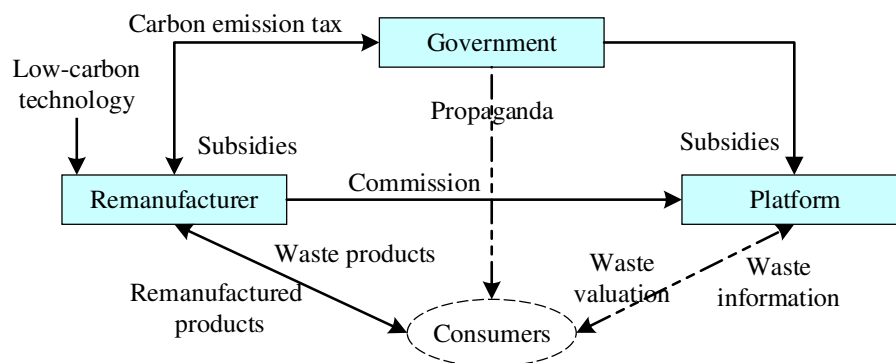 Carbon emission tax
Government
Low-carbon
technology
Propaganda
Subsidies
Subsidies
Remanufacturer
Commission
Platform
Waste products
Remanufactured
products
Waste
valuation
Waste
information
Consumers